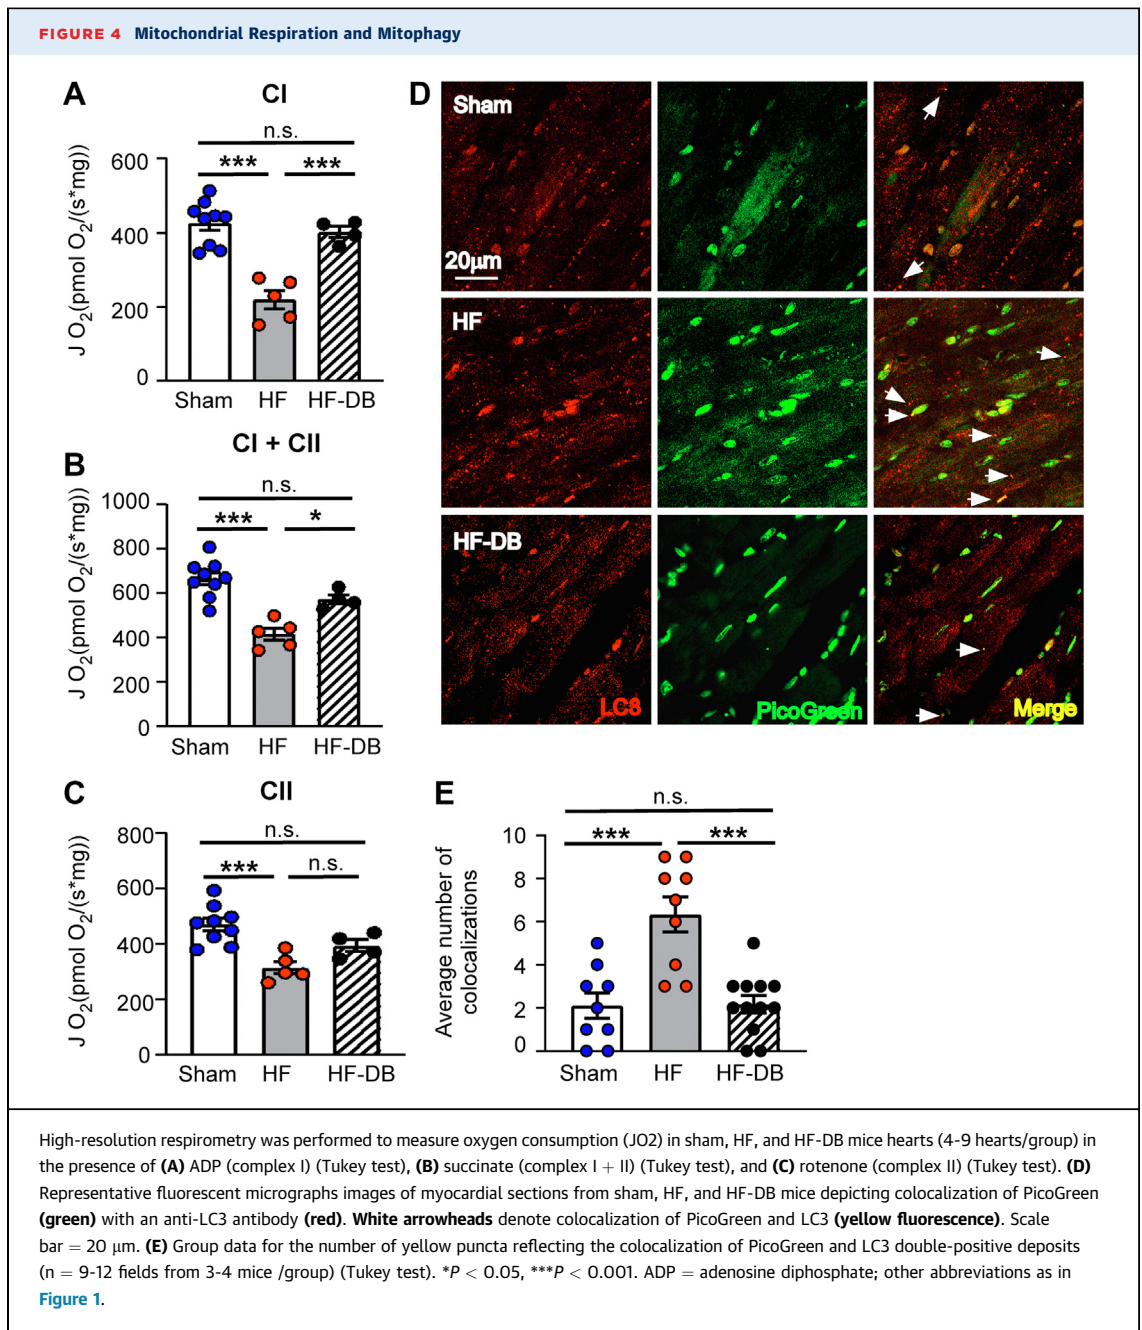 FIGURE 4 Mitochondrial Respiration and Mitophagy
A
CI
n.s.
*** ***
J O2(pmol O2/(s*mg))
600
400
200
0
Sham HF HF-DB
B
CI + CII
n.s.
*** *
J O2(pmol O2/(s*mg))
1000
800
600
400
200
0
Sham HF HF-DB
C
CII
n.s.
*** n.s.
J O2(pmol O2/(s*mg))
800
600
400
200
0
Sham HF HF-DB
D
Sham
20μm
HF
HF-DB
LC3 PicoGreen Merge
E
n.s.
*** ***
Average number of
colocalizations
10
8
6
4
2
0
Sham HF HF-DB
High-resolution respirometry was performed to measure oxygen consumption (JO2) in sham, HF, and HF-DB mice hearts (4-9 hearts/group) in
the presence of (A) ADP (complex I) (Tukey test), (B) succinate (complex I + II) (Tukey test), and (C) rotenone (complex II) (Tukey test). (D)
Representative fluorescent micrographs images of myocardial sections from sham, HF, and HF-DB mice depicting colocalization of PicoGreen
(green) with an anti-LC3 antibody (red). White arrowheads denote colocalization of PicoGreen and LC3 (yellow fluorescence). Scale
bar = 20 μm. (E) Group data for the number of yellow puncta reflecting the colocalization of PicoGreen and LC3 double-positive deposits
(n = 9-12 fields from 3-4 mice /group) (Tukey test). *P < 0.05, ***P < 0.001. ADP = adenosine diphosphate; other abbreviations as in
Figure 1.